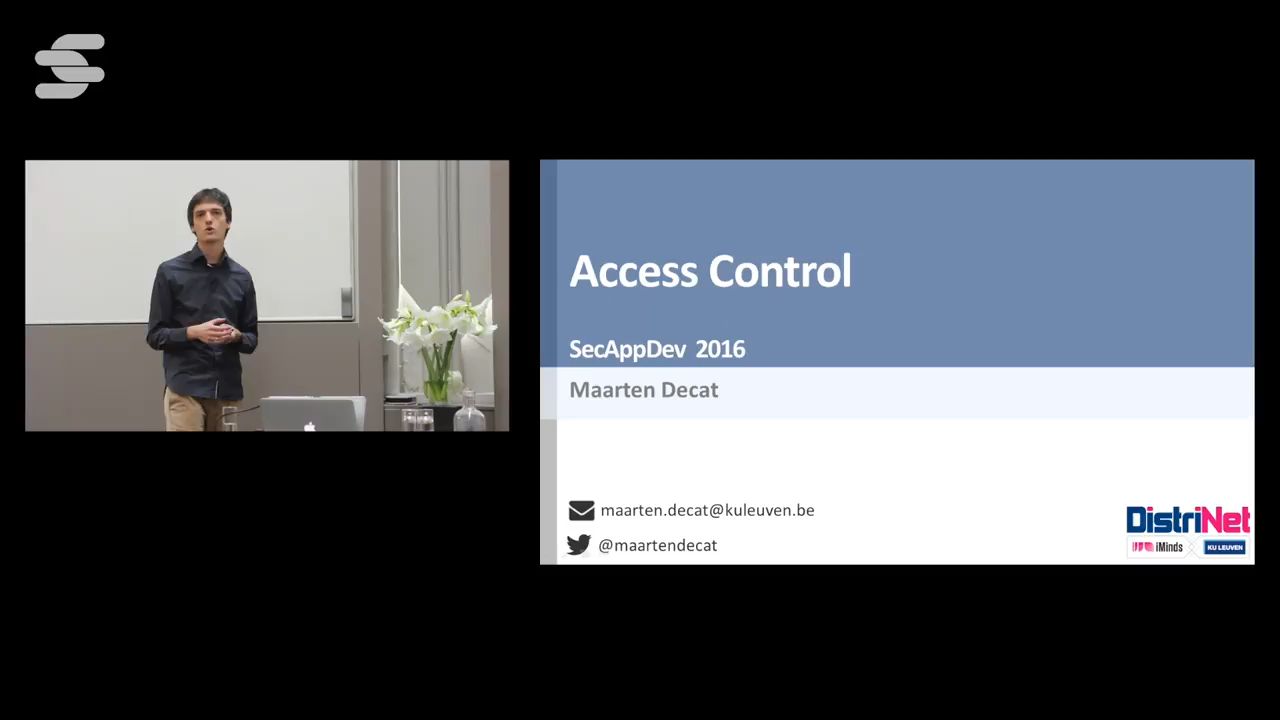 Access Control
SecAppDev 2016
Maarten Decat
maarten.decat@kuleuven.be
@maartendecat
DistriNet
iMinds
KU LEUVEN